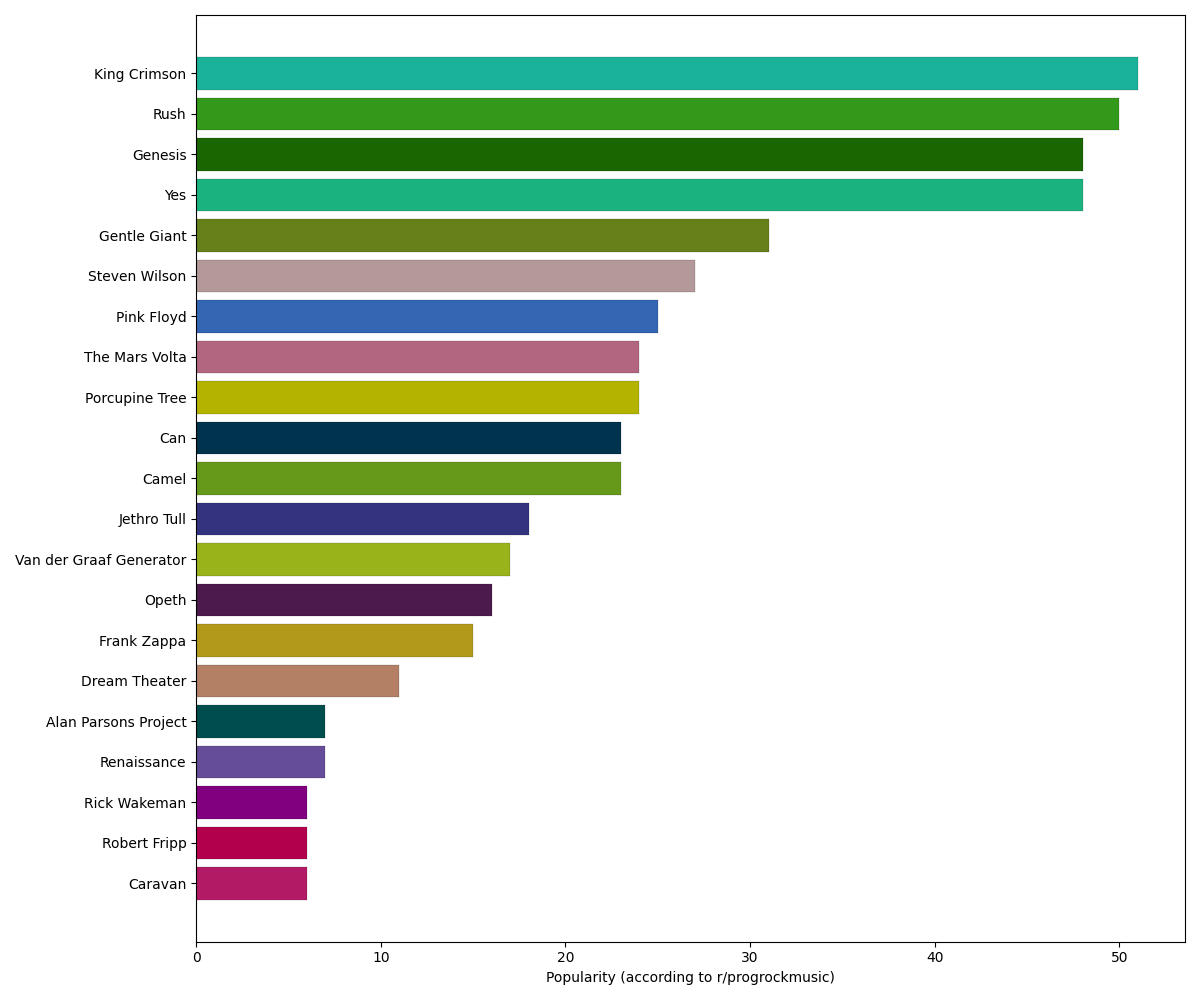 King Crimson
Rush
Genesis
Yes
Gentle Giant
Steven Wilson
Pink Floyd
The Mars Volta
Porcupine Tree
Can
Camel
Jethro Tull
Van der Graaf Generator
Opeth
Frank Zappa
Dream Theater
Alan Parsons Project
Renaissance
Rick Wakeman
Robert Fripp
Caravan
0 10 20 30 40 50
Popularity (according to r/progrockmusic)